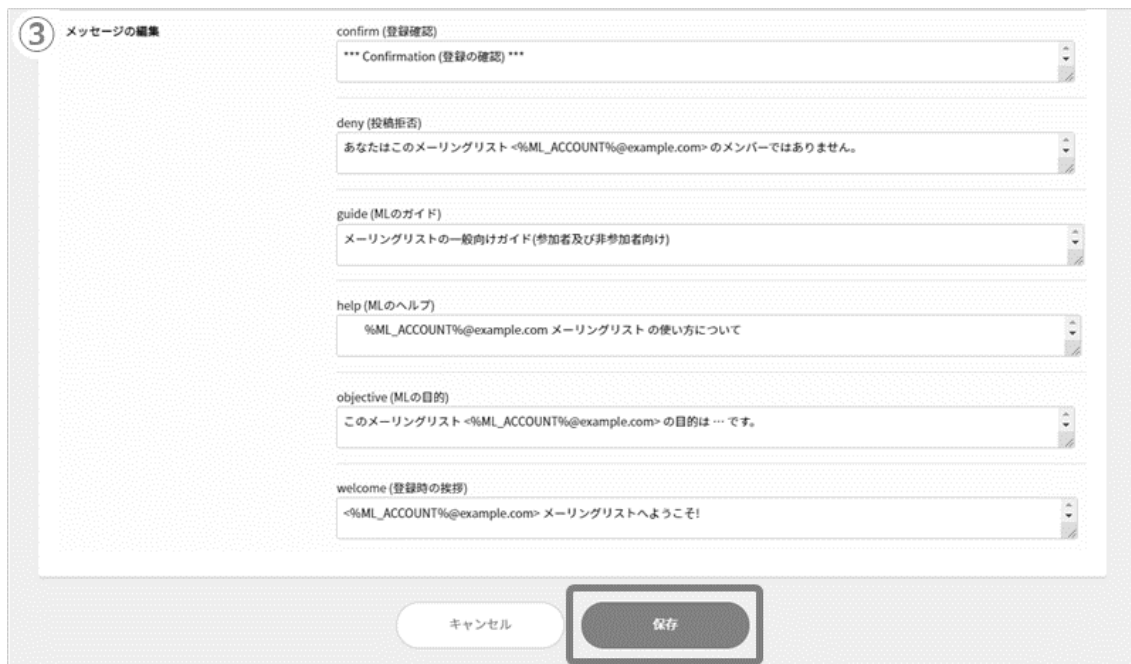 ③ メッセージの編集
confirm (登録確認)
*** Confirmation (登録の確認) ***
deny (投稿拒否)
あなたはこのメーリングリスト <%ML_ACCOUNT%@example.com> のメンバーではありません。
guide (MLのガイド)
メーリングリストの一般向けガイド(参加者及び非参加者向け)
help (MLのヘルプ)
%ML_ACCOUNT%@example.com メーリングリスト の使い方について
objective (MLの目的)
このメーリングリスト <%ML_ACCOUNT%@example.com> の目的は … です。
welcome (登録時の挨拶)
<%ML_ACCOUNT%@example.com> メーリングリストへようこそ!
キャンセル
保存